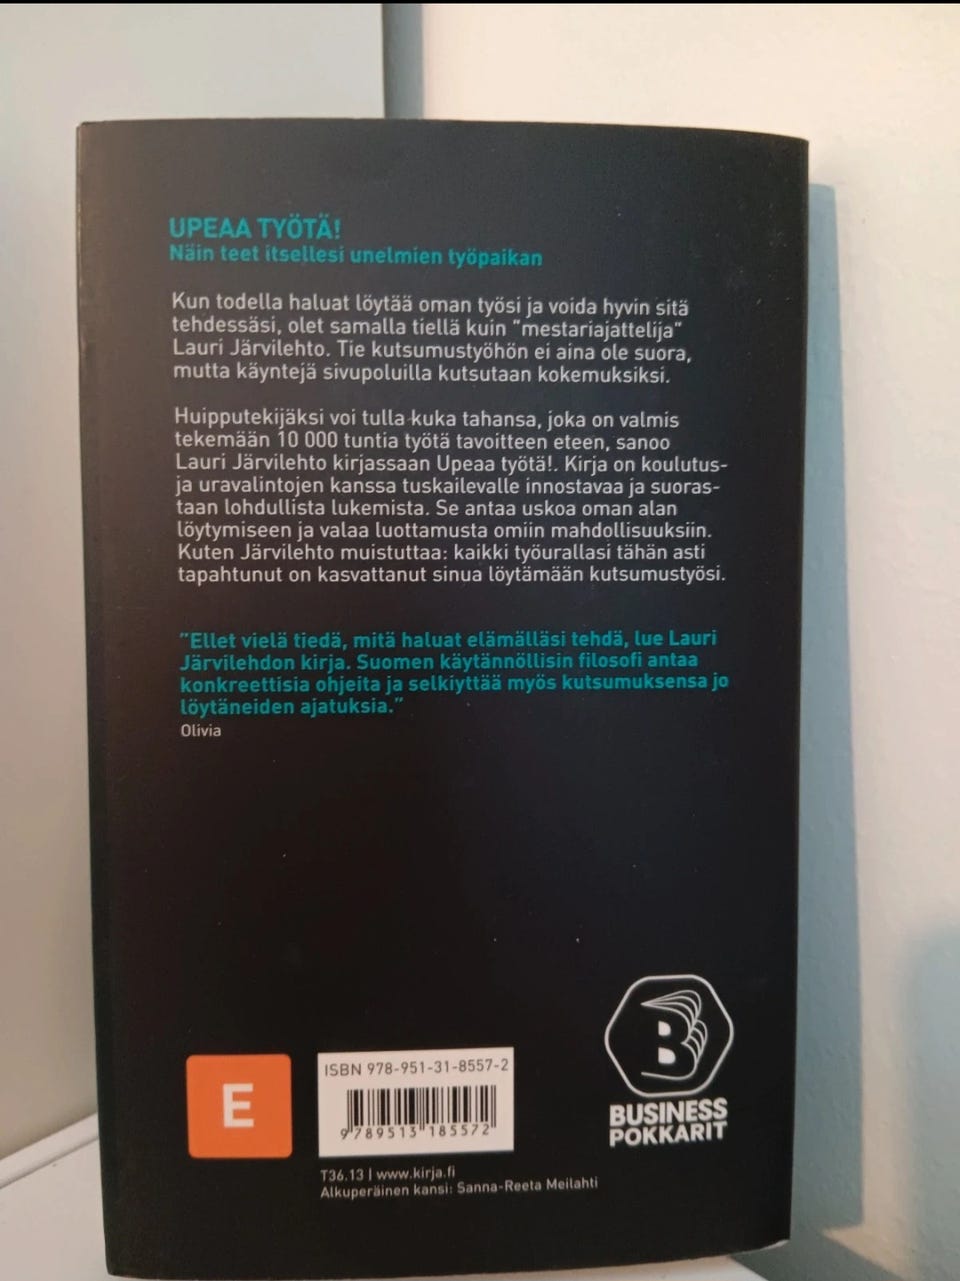 UPEAA TYÖTÄ!
Näin teet itsellesi unelmien työpaikan
Kun todella haluat löytää oman työsi ja voida hyvin sitä
tehdessäsi, olet samalla tiellä kuin "mestariajattelija"
Lauri Järvilehto. Tie kutsumustyöhön ei aina ole suora,
mutta käyntejä sivupoluilla kutsutaan kokemuksiksi.
Huipputekijäksi voi tulla kuka tahansa, joka on valmis
tekemään 10 000 tuntia työtä tavoitteen eteen, sanoo
Lauri Järvilehto kirjassaan Upeaa työtä!. Kirja on koulutus-
ja uravalintojen kanssa tuskailevalle innostavaa ja suoras-
taan lohdullista lukemista. Se antaa uskoa oman alan
löytymiseen ja valaa luottamusta omiin mahdollisuuksiin.
Kuten Järvilehto muistuttaa: kaikki työurallasi tähän asti
tapahtunut on kasvattanut sinua löytämään kutsumustyösi.
"Ellet vielä tiedä, mitä haluat elämälläsi tehdä, lue Lauri
Järvilehdon kirja. Suomen käytännöllisin filosofi antaa
konkreettisia ohjeita ja selkiyttää myös kutsumuksensa jo
löytäneiden ajatuksia."
Olivia
E
ISBN 978-951-31-8557-2
9 789513 185572
B
BUSINESS
POKKARIT
T36.13 | www.kirja.fi
Alkuperäinen kansi: Sanna-Reeta Meilahti